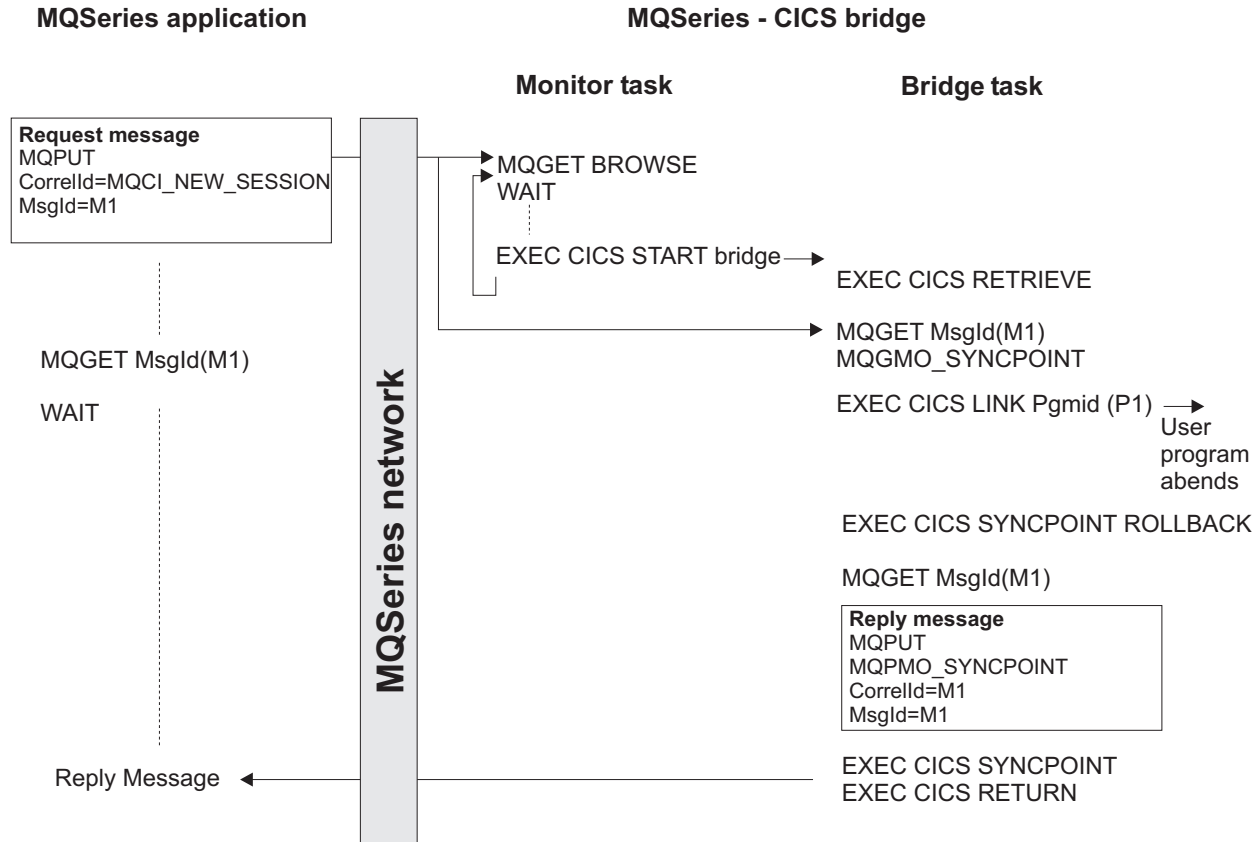 MQSeries application
MQSeries - CICS bridge
Monitor task
Bridge task
Request message
MQPUT
CorrelId=MQCI_NEW_SESSION
MsgId=M1
MQGET BROWSE
WAIT
EXEC CICS START bridge
EXEC CICS RETRIEVE
MQGET MsgId(M1)
WAIT
MQSeries network
MQGET MsgId(M1)
MQGMO_SYNCPOINT
EXEC CICS LINK Pgmid (P1)
User
program
abends
EXEC CICS SYNCPOINT ROLLBACK
MQGET MsgId(M1)
Reply message
MQPUT
MQPMO_SYNCPOINT
CorrelId=M1
MsgId=M1
Reply Message
EXEC CICS SYNCPOINT
EXEC CICS RETURN